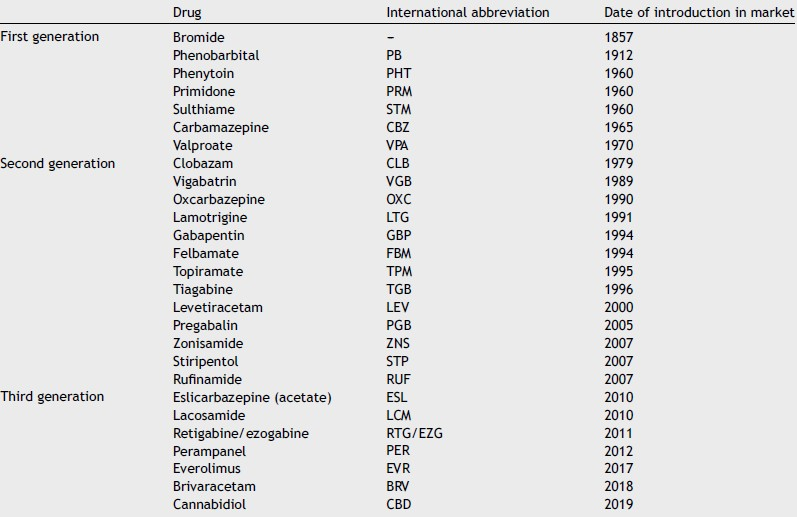 Drug International abbreviation Date of introduction in market
First generation Bromide – 1857
Phenobarbital PB 1912
Phenytoin PHT 1960
Primidone PRM 1960
Sulthiame STM 1960
Carbamazepine CBZ 1965
Valproate VPA 1970
Second generation Clobazam CLB 1979
Vigabatrin VGB 1989
Oxcarbazepine OXC 1990
Lamotrigine LTG 1991
Gabapentin GBP 1994
Felbamate FBM 1994
Topiramate TPM 1995
Tiagabine TGB 1996
Levetiracetam LEV 2000
Pregabalin PGB 2005
Zonisamide ZNS 2007
Stiripentol STP 2007
Rufinamide RUF 2007
Third generation Eslicarbazepine (acetate) ESL 2010
Lacosamide LCM 2010
Retigabine/ezogabine RTG/EZG 2011
Perampanel PER 2012
Everolimus EVR 2017
Brivaracetam BRV 2018
Cannabidiol CBD 2019